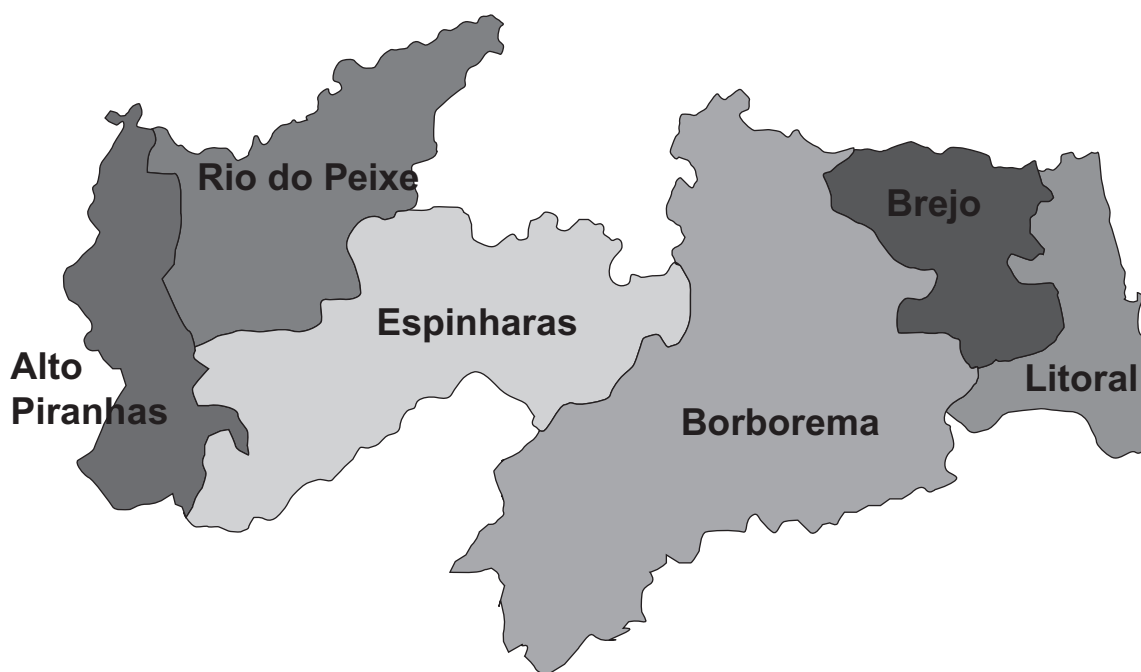 Rio do Peixe
Brejo
Espinharas
Alto
Piranhas
Litoral
Borborema